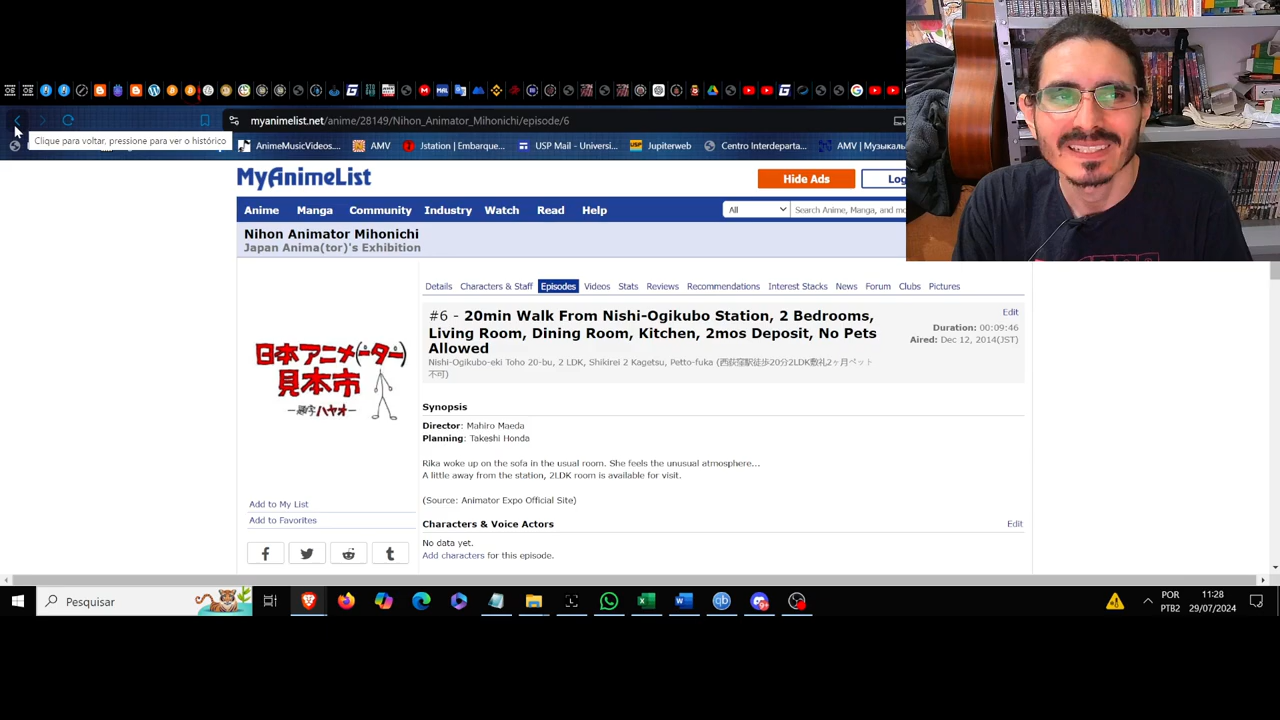 myanimelist.net/anime/28149/Nihon_Animator_Mihonichi/episode/6
Clique para voltar, pressione para ver o histórico
AnimeMusicVideos....
AMV
Jstation | Embarque...
USP Mail - Universi...
Jupiterweb
Centro Interdeparta...
AMV | Музыкаль
MyAnimeList
Hide Ads
Log
Anime Manga Community Industry Watch Read Help
All
Search Anime, Manga, and mo
Nihon Animator Mihonichi
Japan Anima(tor)'s Exhibition
Details Characters & Staff Episodes Videos Stats Reviews Recommendations Interest Stacks News Forum Clubs Pictures
Edit
#6 - 20min Walk From Nishi-Ogikubo Station, 2 Bedrooms,
Living Room, Dining Room, Kitchen, 2mos Deposit, No Pets
Allowed
Duration: 00:09:46
Aired: Dec 12, 2014(JST)
Nishi-Ogikubo-eki Toho 20-bu, 2 LDK, Shikirei 2 Kagetsu, Petto-fuka (西荻窪駅徒歩20分2LDK敷礼2ヶ月ペット
不可)
日本アニメ(ーター)
見本市
Synopsis
Director: Mahiro Maeda
Planning: Takeshi Honda
Rika woke up on the sofa in the usual room. She feels the unusual atmosphere...
A little away from the station, 2LDK room is available for visit.
(Source: Animator Expo Official Site)
Add to My List
Add to Favorites
Characters & Voice Actors
Edit
No data yet.
Add characters for this episode.
Pesquisar
POR
PTB2
11:28
29/07/2024